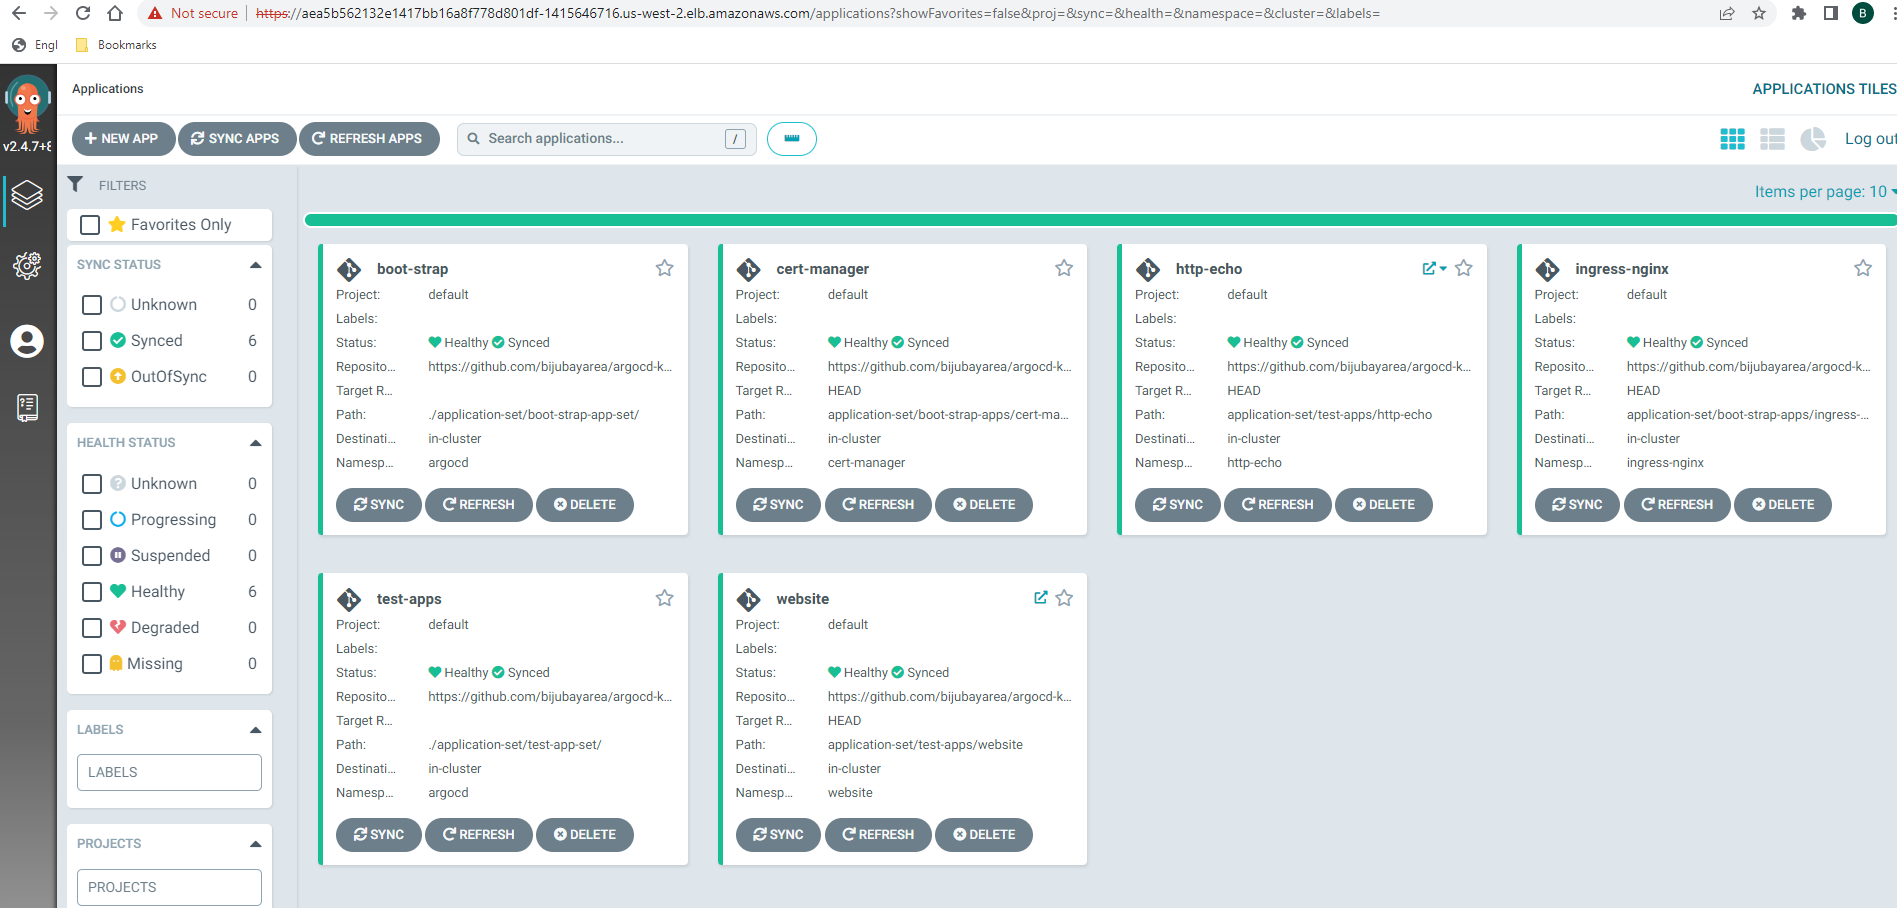 Not secure https://aea5b562132e1417bb16a8f778d801df-1415646716.us-west-2.elb.amazonaws.com/applications?showFavorites=false&proj=&sync=&health=&namespace=&cluster=&labels=
B
Engl Bookmarks
Applications
APPLICATIONS TILES
v2.4.7+8
NEW APP SYNC APPS REFRESH APPS Search applications... / Log out
FILTERS
Items per page: 10
Favorites Only
SYNC STATUS
Unknown 0
Synced 6
OutOfSync 0
HEALTH STATUS
Unknown 0
Progressing 0
Suspended 0
Healthy 6
Degraded 0
Missing 0
LABELS
LABELS
PROJECTS
PROJECTS
boot-strap
Project: default
Labels:
Status: Healthy Synced
Reposito... https://github.com/bijubayarea/argocd-k...
Target R...
Path: ./application-set/boot-strap-app-set/
Destinati... in-cluster
Namesp... argocd
SYNC REFRESH DELETE
cert-manager
Project: default
Labels:
Status: Healthy Synced
Reposito... https://github.com/bijubayarea/argocd-k...
Target R... HEAD
Path: application-set/boot-strap-apps/cert-ma...
Destinati... in-cluster
Namesp... cert-manager
SYNC REFRESH DELETE
http-echo
Project: default
Labels:
Status: Healthy Synced
Reposito... https://github.com/bijubayarea/argocd-k...
Target R... HEAD
Path: application-set/test-apps/http-echo
Destinati... in-cluster
Namesp... http-echo
SYNC REFRESH DELETE
ingress-nginx
Project: default
Labels:
Status: Healthy Synced
Reposito... https://github.com/bijubayarea/argocd-k...
Target R... HEAD
Path: application-set/boot-strap-apps/ingress-...
Destinati... in-cluster
Namesp... ingress-nginx
SYNC REFRESH DELETE
test-apps
Project: default
Labels:
Status: Healthy Synced
Reposito... https://github.com/bijubayarea/argocd-k...
Target R...
Path: ./application-set/test-app-set/
Destinati... in-cluster
Namesp... argocd
SYNC REFRESH DELETE
website
Project: default
Labels:
Status: Healthy Synced
Reposito... https://github.com/bijubayarea/argocd-k...
Target R... HEAD
Path: application-set/test-apps/website
Destinati... in-cluster
Namesp... website
SYNC REFRESH DELETE